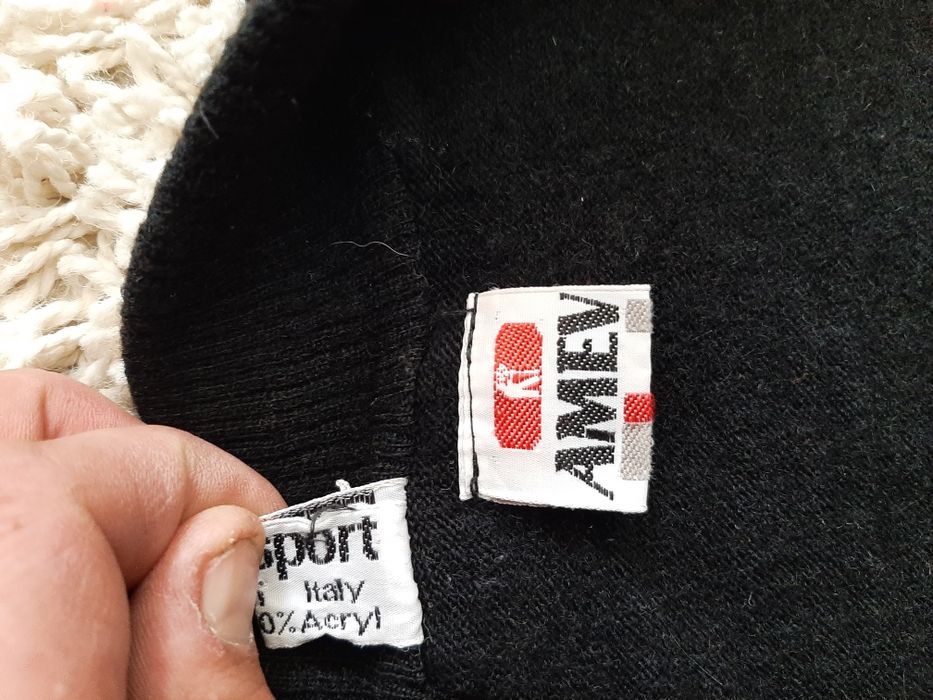 AMEV
sport
Italy
0% Acryl